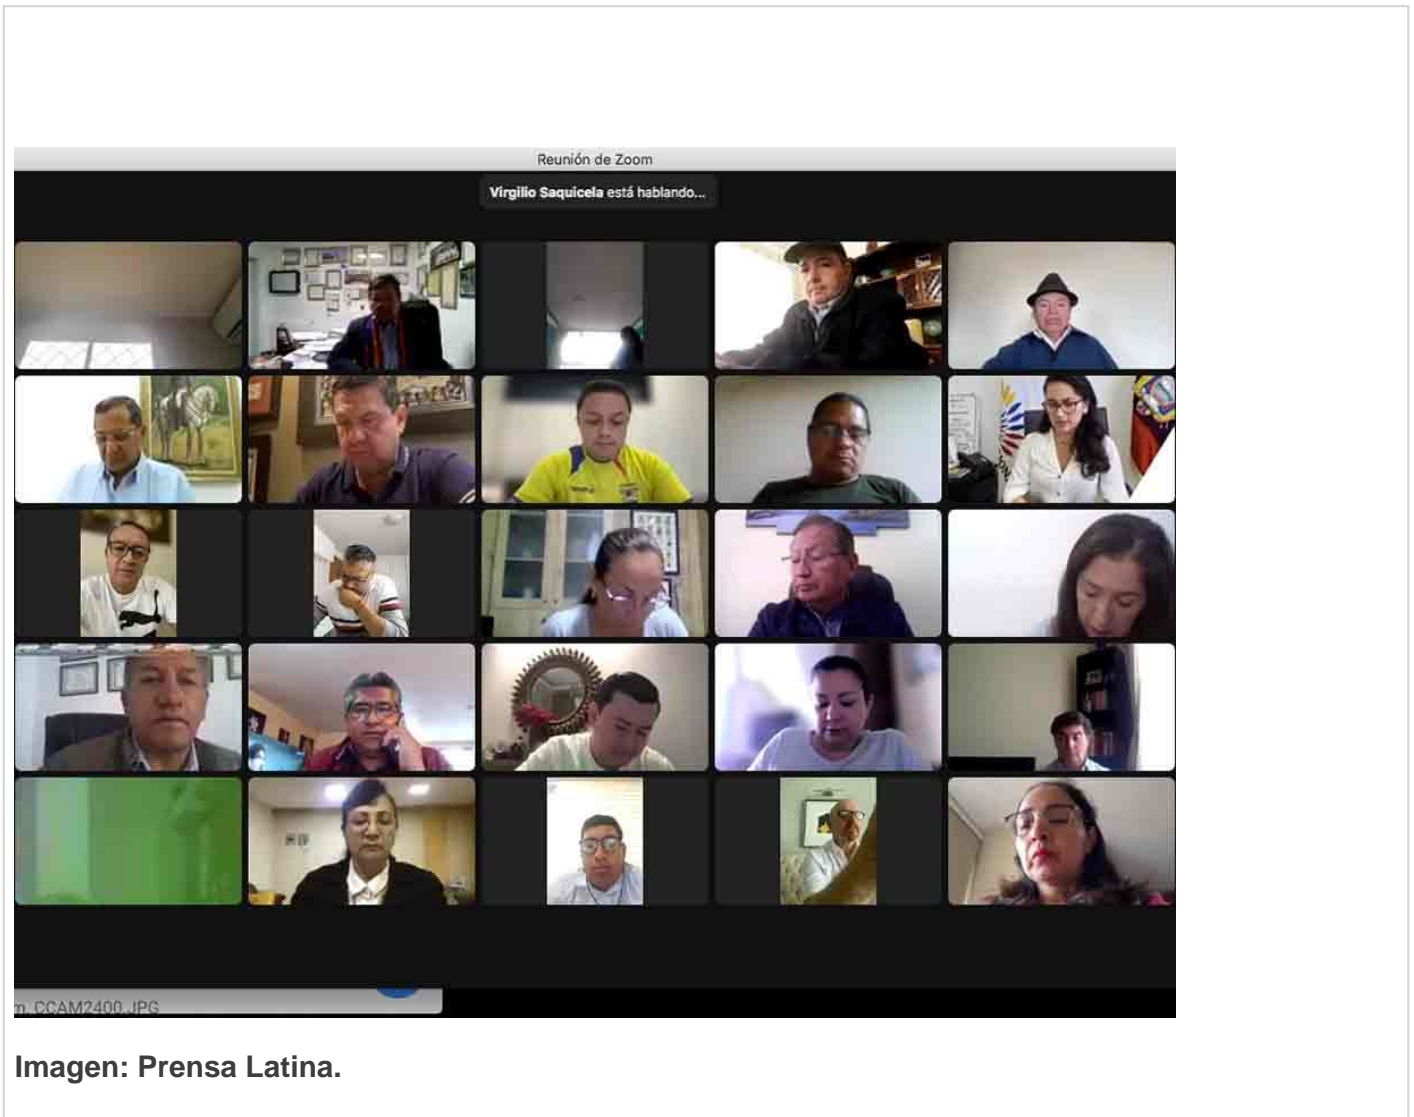 Reunión de Zoom
Virgilio Saquicela está hablando...
CCAM2400.JPG
Imagen: Prensa Latina.